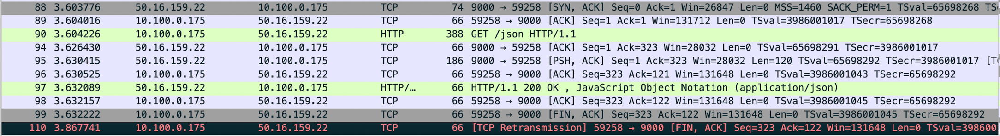 88 3.603776 50.16.159.22 10.100.0.175 TCP 74 9000 → 59258 [SYN, ACK] Seq=0 Ack=1 Win=26847 Len=0 MSS=1460 SACK_PERM=1 TSval=65698268
89 3.604016 10.100.0.175 50.16.159.22 TCP 66 59258 → 9000 [ACK] Seq=1 Ack=1 Win=131712 Len=0 TSval=3986001017 TSecr=65698268
90 3.604226 10.100.0.175 50.16.159.22 HTTP 388 GET /json HTTP/1.1
94 3.626430 50.16.159.22 10.100.0.175 TCP 66 9000 → 59258 [ACK] Seq=1 Ack=323 Win=28032 Len=0 TSval=65698291 TSecr=3986001017
95 3.630415 50.16.159.22 10.100.0.175 TCP 186 9000 → 59258 [PSH, ACK] Seq=1 Ack=323 Win=28032 Len=120 TSval=65698292 TSecr=3986001017
96 3.630525 10.100.0.175 50.16.159.22 TCP 66 59258 → 9000 [ACK] Seq=323 Ack=121 Win=131648 Len=0 TSval=3986001043 TSecr=65698292
97 3.632089 50.16.159.22 10.100.0.175 HTTP/… 66 HTTP/1.1 200 OK , JavaScript Object Notation (application/json)
98 3.632157 10.100.0.175 50.16.159.22 TCP 66 59258 → 9000 [ACK] Seq=323 Ack=122 Win=131648 Len=0 TSval=3986001045 TSecr=65698292
99 3.632222 10.100.0.175 50.16.159.22 TCP 66 59258 → 9000 [FIN, ACK] Seq=323 Ack=122 Win=131648 Len=0 TSval=3986001045 TSecr=65698292
110 3.867741 10.100.0.175 50.16.159.22 TCP 66 [TCP Retransmission] 59258 → 9000 [FIN, ACK] Seq=323 Ack=122 Win=131648 Len=0 TSval=398600